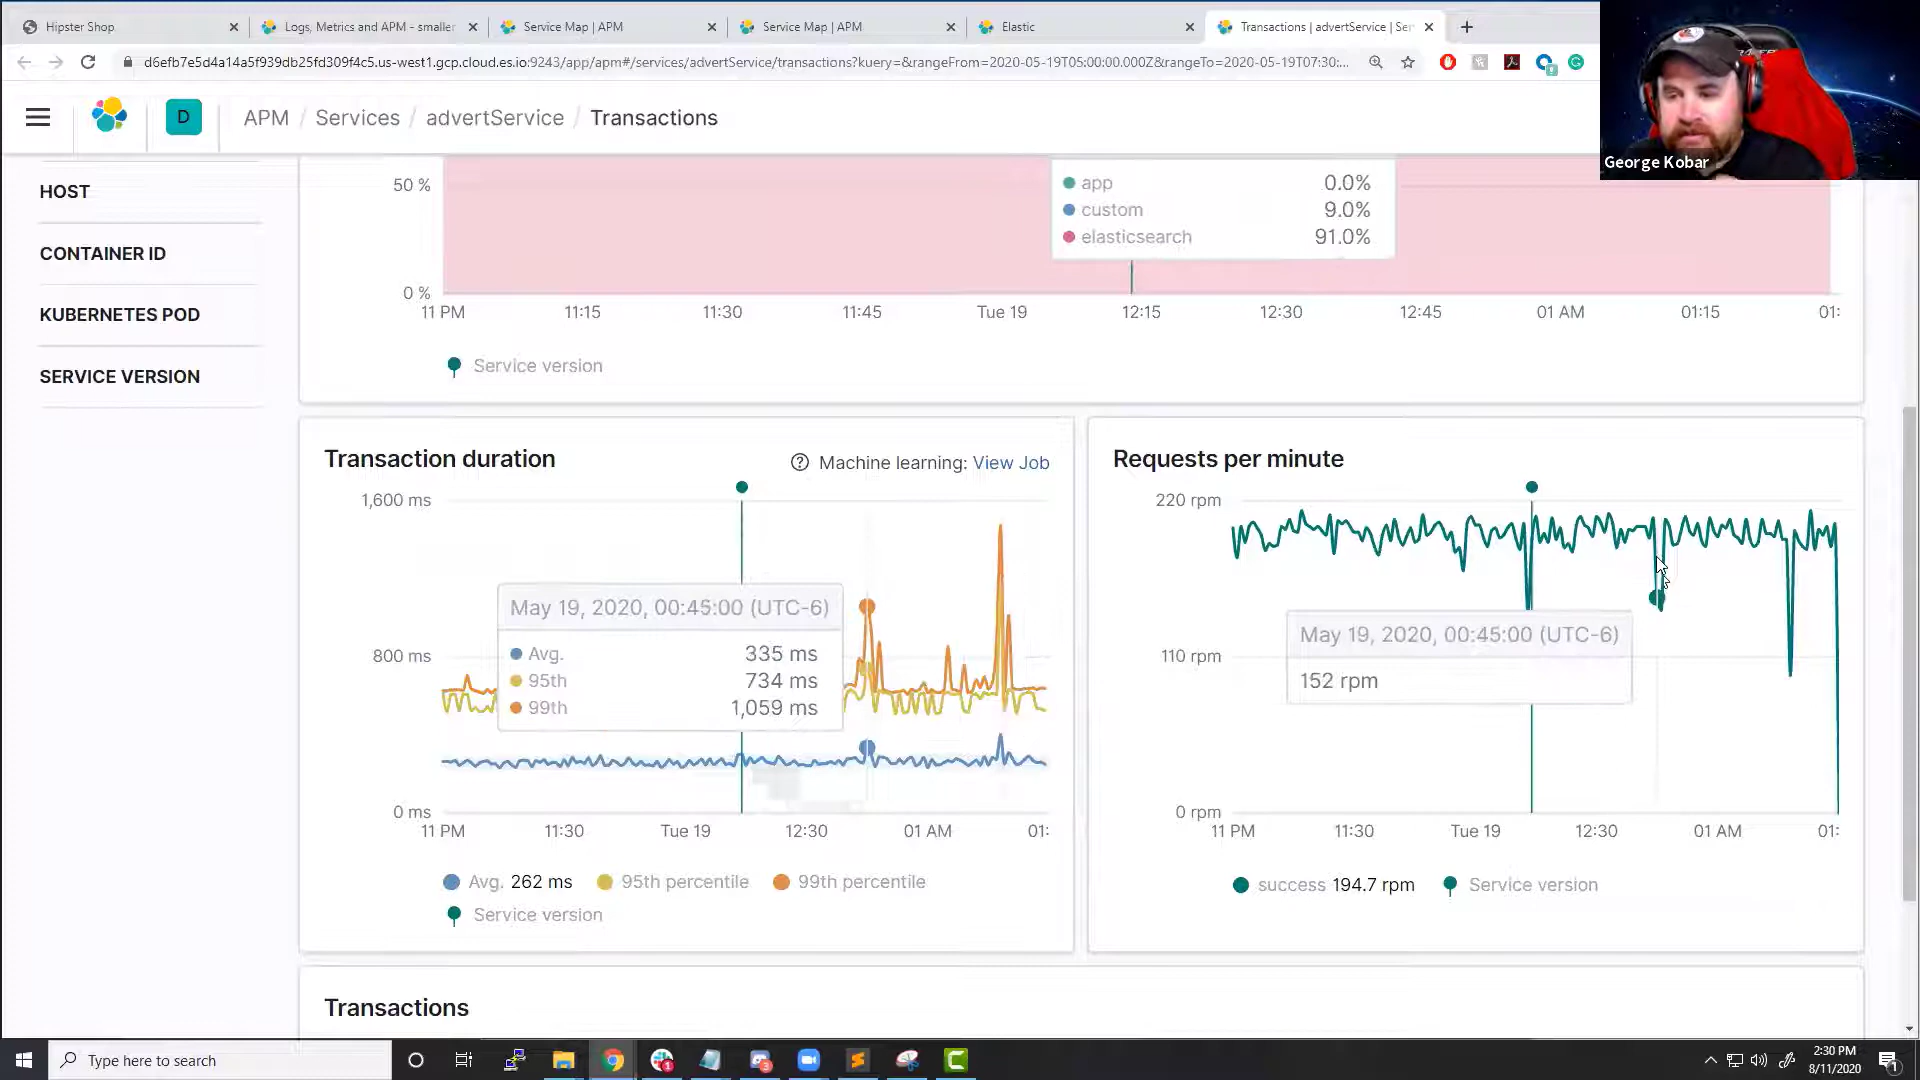 Hipster Shop
Logs, Metrics and APM - smaller
Service Map | APM
Service Map | APM
Elastic
Transactions | advertService | Ser
d6efb7e5d4a14a5f939db25fd309f4c5.us-west1.gcp.cloud.es.io:9243/app/apm#/services/advertService/transactions?kuery=&rangeFrom=2020-05-19T05:00:00.000Z&rangeTo=2020-05-19T07:30:...
George Kobar
D
APM / Services / advertService / Transactions
HOST
CONTAINER ID
KUBERNETES POD
SERVICE VERSION
50 %
0 %
app 0.0%
custom 9.0%
elasticsearch 91.0%
11 PM 11:15 11:30 11:45 Tue 19 12:15 12:30 12:45 01 AM 01:15 01:
Service version
Transaction duration
Machine learning: View Job
1,600 ms
800 ms
0 ms
May 19, 2020, 00:45:00 (UTC-6)
Avg. 335 ms
95th 734 ms
99th 1,059 ms
11 PM 11:30 Tue 19 12:30 01 AM 01:
Avg. 262 ms 95th percentile 99th percentile
Service version
Requests per minute
220 rpm
110 rpm
0 rpm
May 19, 2020, 00:45:00 (UTC-6)
152 rpm
11 PM 11:30 Tue 19 12:30 01 AM 01:
success 194.7 rpm Service version
Transactions
Type here to search
2:30 PM
8/11/2020